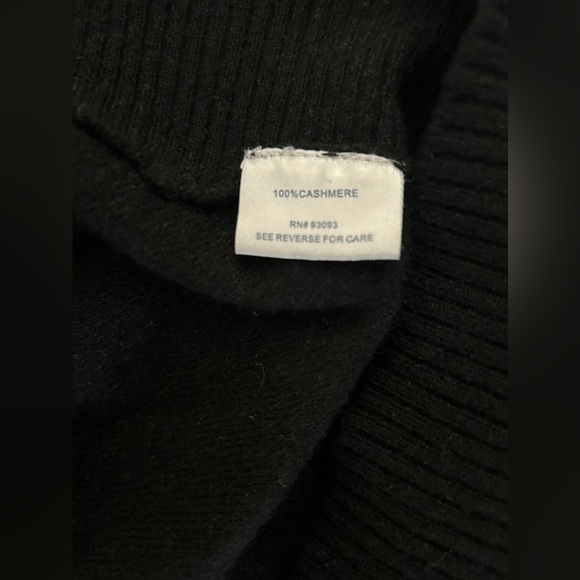 100%CASHMERE
RN# 93093
SEE REVERSE FOR CARE